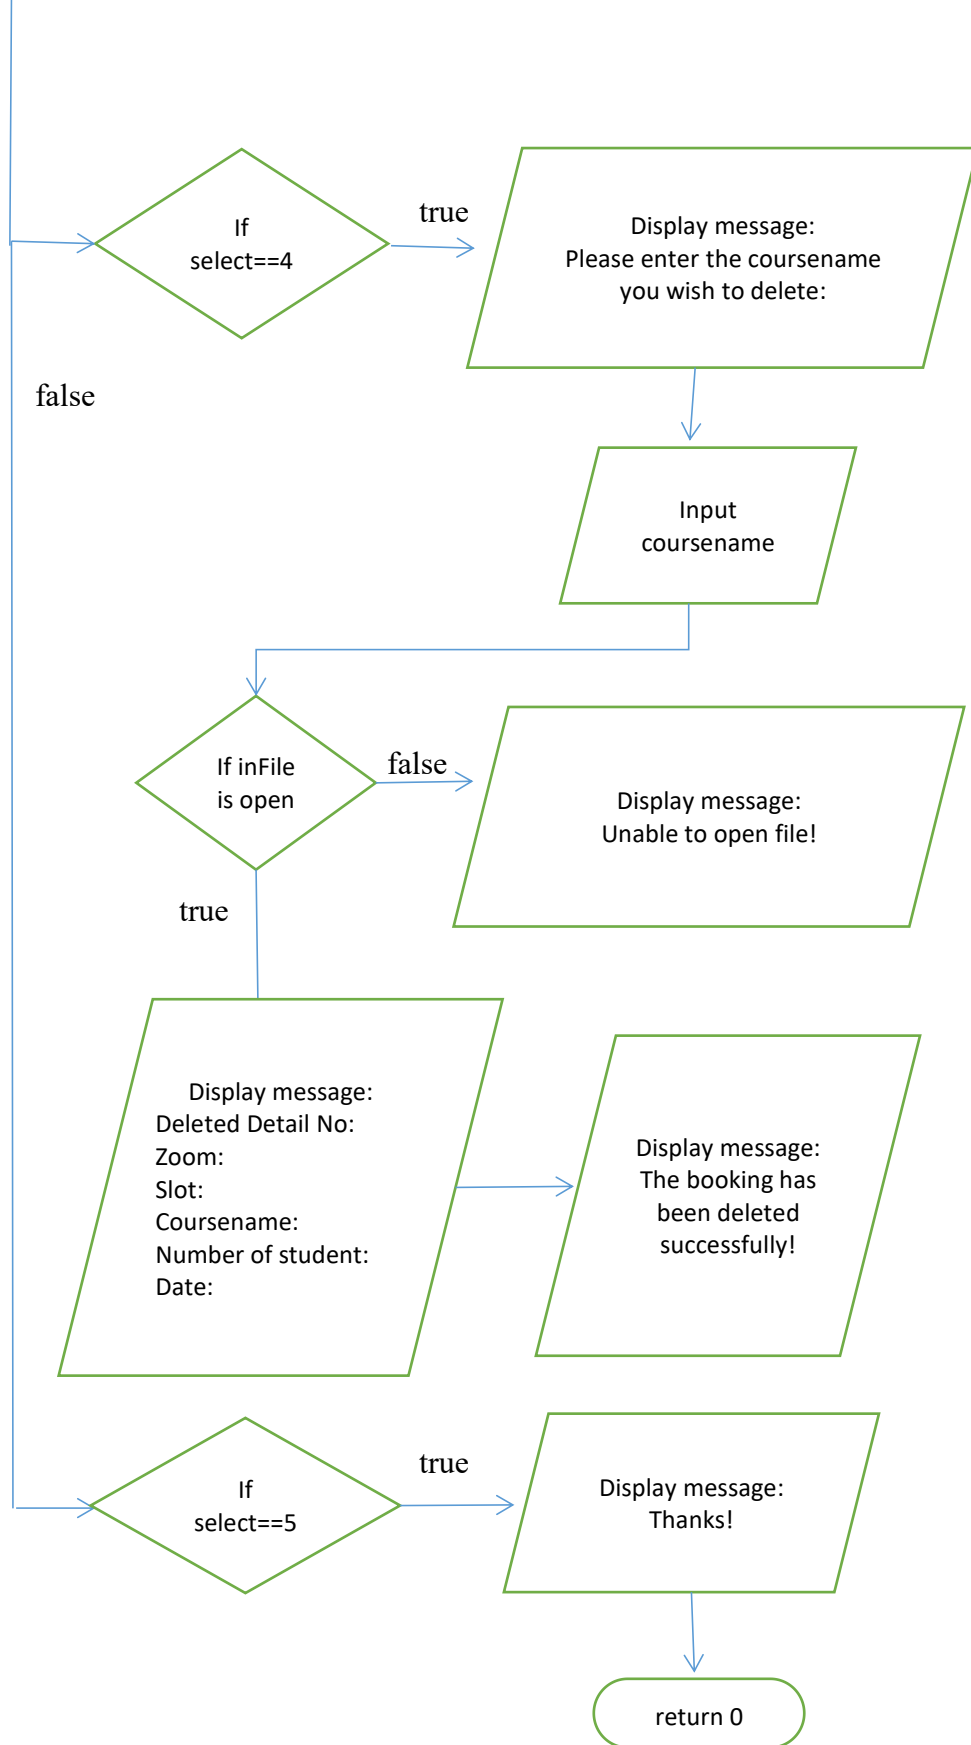 If
select==4
true
Display message:
Please enter the coursename
you wish to delete:
false
Input
coursename
If inFile
is open
false
Display message:
Unable to open file!
true
Display message:
Deleted Detail No:
Zoom:
Slot:
Coursename:
Number of student:
Date:
Display message:
The booking has
been deleted
successfully!
If
select==5
true
Display message:
Thanks!
return 0